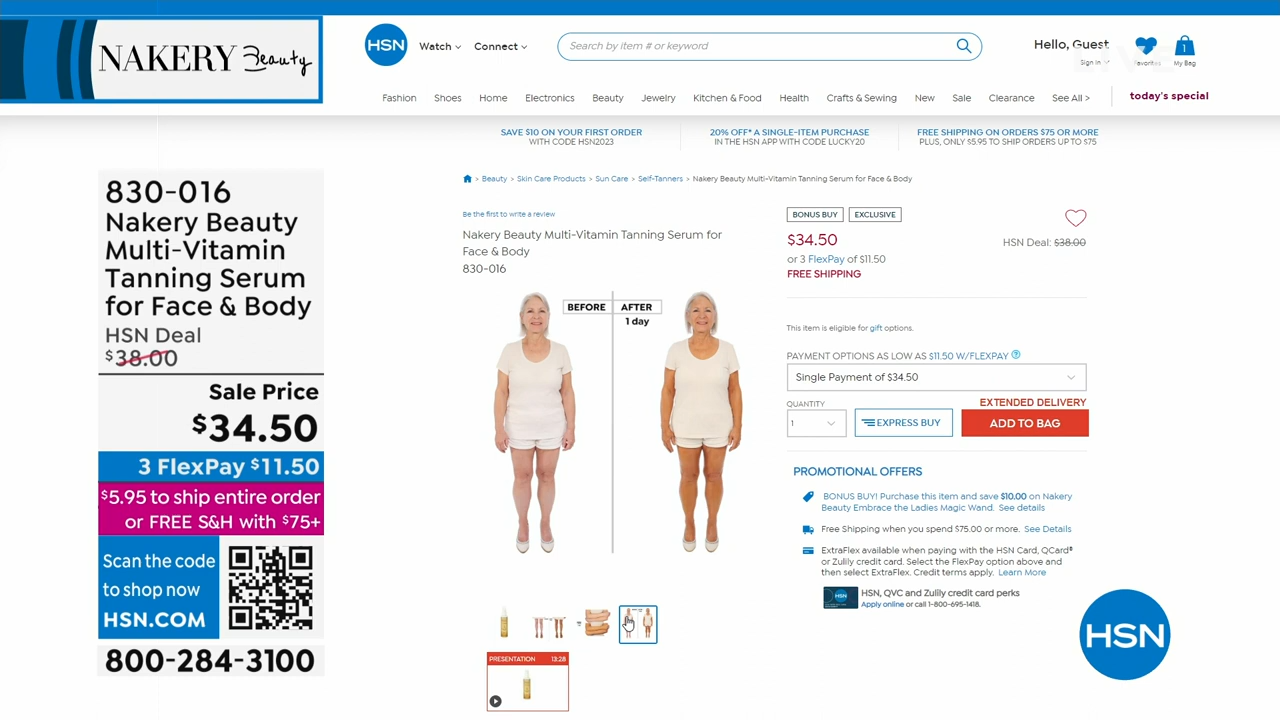 NAKERY Beauty
HSN
Watch
Connect
Search by item # or keyword
Hello, Guest
Sign In
Favorites
1
My Bag
Fashion
Shoes
Home
Electronics
Beauty
Jewelry
Kitchen & Food
Health
Crafts & Sewing
New
Sale
Clearance
See All >
today's special
SAVE $10 ON YOUR FIRST ORDER
WITH CODE HSN2023
20% OFF* A SINGLE-ITEM PURCHASE
IN THE HSN APP WITH CODE LUCKY20
FREE SHIPPING ON ORDERS $75 OR MORE
PLUS, ONLY $5.95 TO SHIP ORDERS UP TO $75
830-016
Nakery Beauty
Multi-Vitamin
Tanning Serum
for Face & Body
HSN Deal
$38.00
Sale Price
$34.50
3 FlexPay $11.50
$5.95 to ship entire order
or FREE S&H with $75+
Scan the code
to shop now
HSN.COM
800-284-3100
> Beauty > Skin Care Products > Sun Care > Self-Tanners > Nakery Beauty Multi-Vitamin Tanning Serum for Face & Body
Be the first to write a review
Nakery Beauty Multi-Vitamin Tanning Serum for
Face & Body
830-016
BEFORE
AFTER
1 day
PRESENTATION 13:28
BONUS BUY
EXCLUSIVE
$34.50
HSN Deal: $38.00
or 3 FlexPay of $11.50
FREE SHIPPING
This item is eligible for gift options.
PAYMENT OPTIONS AS LOW AS $11.50 W/FLEXPAY ?
Single Payment of $34.50
QUANTITY
EXTENDED DELIVERY
1
EXPRESS BUY
ADD TO BAG
PROMOTIONAL OFFERS
BONUS BUY! Purchase this item and save $10.00 on Nakery
Beauty Embrace the Ladies Magic Wand. See details
Free Shipping when you spend $75.00 or more. See Details
ExtraFlex available when paying with the HSN Card, QCard®
or Zulily credit card. Select the FlexPay option above and
then select ExtraFlex. Credit terms apply. Learn More
HSN
HSN, QVC and Zulily credit card perks
Apply online or call 1-800-695-1418.
HSN